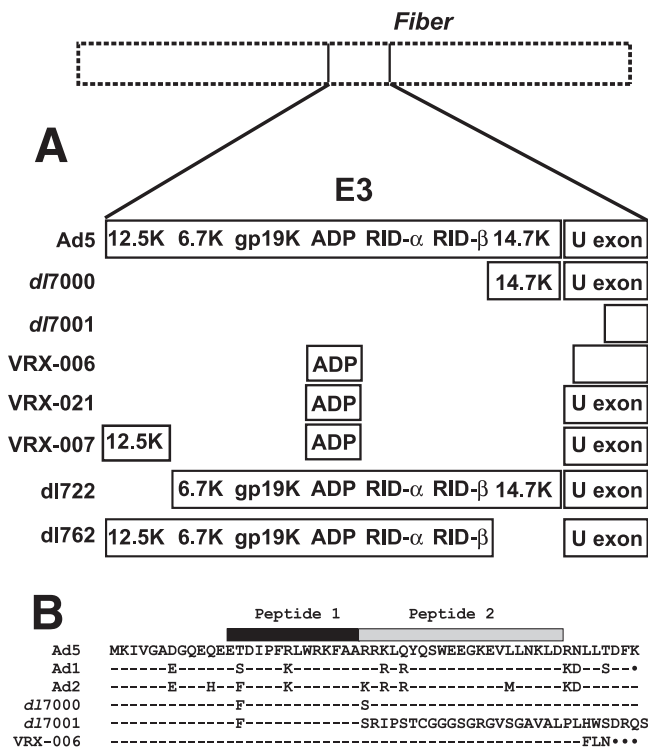 Fiber
A
E3
Ad5 12.5K 6.7K gp19K ADP RID-α RID-β 14.7K U exon
dl7000 14.7K U exon
dl7001
VRX-006 ADP
VRX-021 ADP U exon
VRX-007 12.5K ADP U exon
dl722 6.7K gp19K ADP RID-α RID-β 14.7K U exon
dl762 12.5K 6.7K gp19K ADP RID-α RID-β U exon
B
Peptide 1 Peptide 2
Ad5 MKIVGADGQEQEETDIPFRLWRKFAARRKLQYQSWEEGKEVLLNKLDRNLLTDFK
Ad1 ------E------S----K---------R-R----------------KD--S--•
Ad2 ------E---H--F----K-------K-R-R----------M-----KD------
dl7000 -------------F------------S----------------------------
dl7001 -------------F------------SRIPSTCGGGSGRGVSGAVALPLHWSDRQS
VRX-006 -------------------------------------------------FLN•••